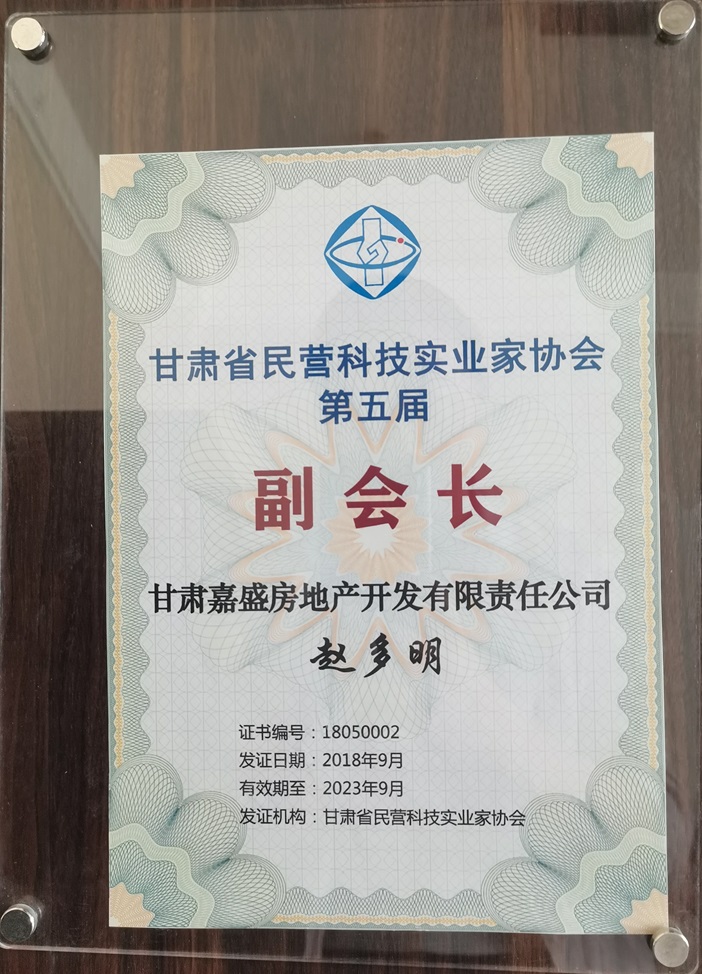 甘肃省民营科技实业家协会
第五届
副会长
甘肃嘉盛房地产开发有限责任公司
赵多明
证书编号：18050002
发证日期：2018年9月
有效期至：2023年9月
发证机构：甘肃省民营科技实业家协会